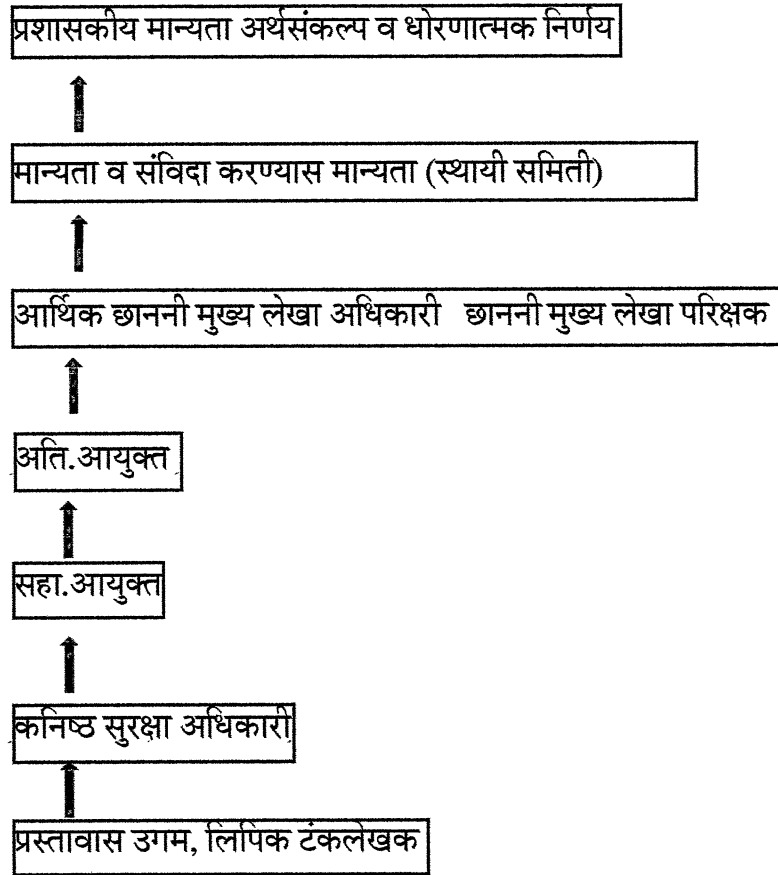 प्रशासकीय मान्यता अर्थसंकल्प व धोरणात्मक निर्णय
मान्यता व संविदा करण्यास मान्यता (स्थायी समिती)
आर्थिक छाननी मुख्य लेखा अधिकारी छाननी मुख्य लेखा परिक्षक
अति.आयुक्त
सहा.आयुक्त
कनिष्ठ सुरक्षा अधिकारी
प्रस्तावास उगम, लिपिक टंकलेखक